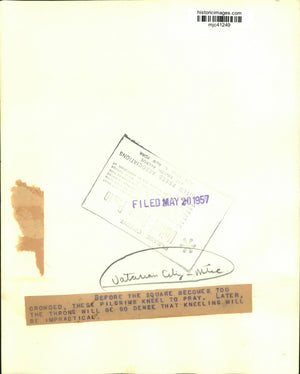 historicimages.com
mjc41249
FILED MAY 20 1957
Vatican City - Misc
BEFORE THE SQUARE BECOMES TOO
CROWDED, THESE PILGRIMS KNEEL TO PRAY. LATER,
THE THRONG WILL BE SO DENSE THAT KNEELING WILL
BE IMPRACTICAL.